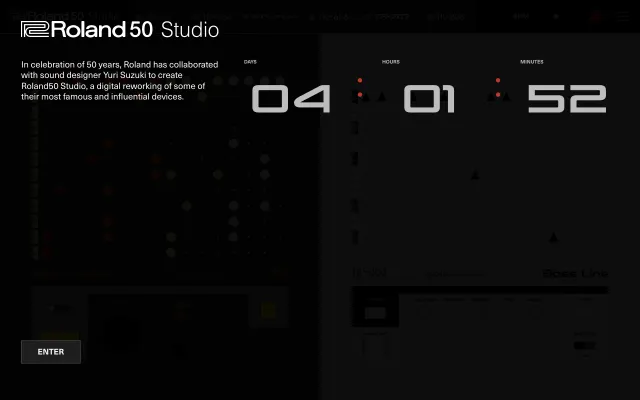 Roland50 Studio
In celebration of 50 years, Roland has collaborated
with sound designer Yuri Suzuki to create
Roland50 Studio, a digital reworking of some of
their most famous and influential devices.
DAYS HOURS MINUTES
04 : 01 : 52
Bass Line
ENTER